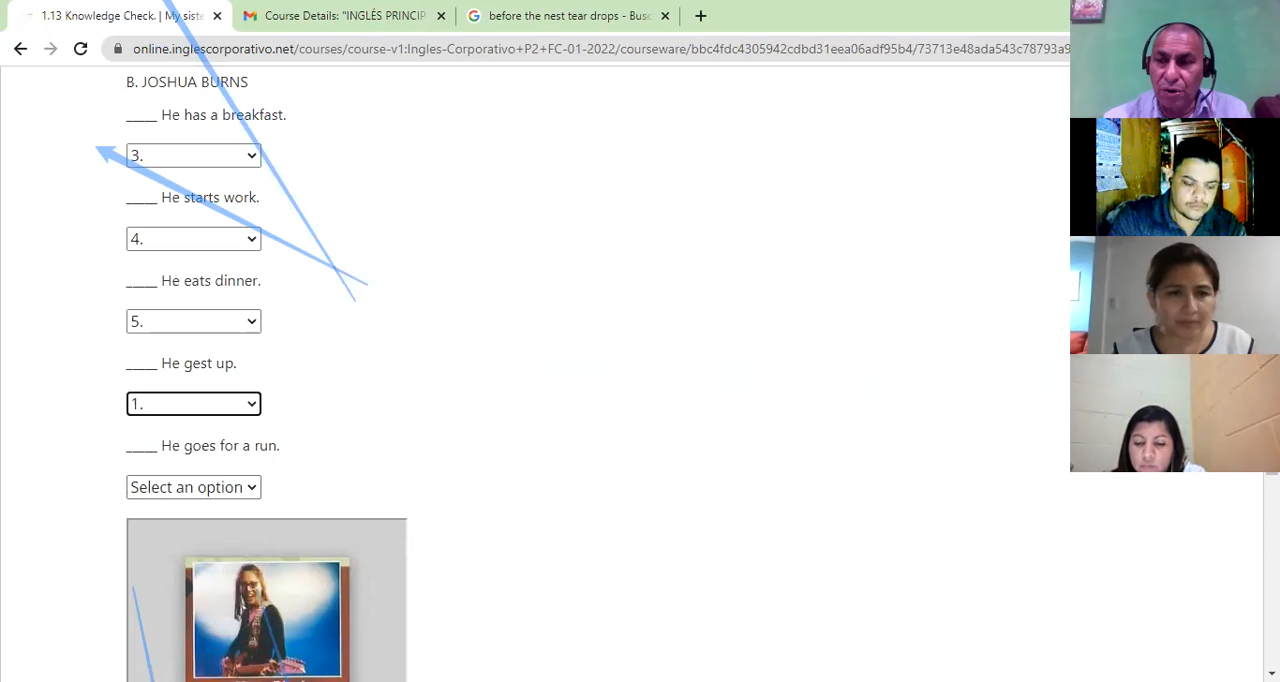 1.13 Knowledge Check. | My siste
Course Details: "INGLÉS PRINCIP
before the nest tear drops - Busc
online.inglescorporativo.net/courses/course-v1:Ingles-Corporativo+P2+FC-01-2022/courseware/bbc4fdc4305942cdbd31eea06adf95b4/73713e48ada543c78793a9
B. JOSHUA BURNS
_____ He has a breakfast.
3.
_____ He starts work.
4.
_____ He eats dinner.
5.
_____ He gest up.
1.
_____ He goes for a run.
Select an option